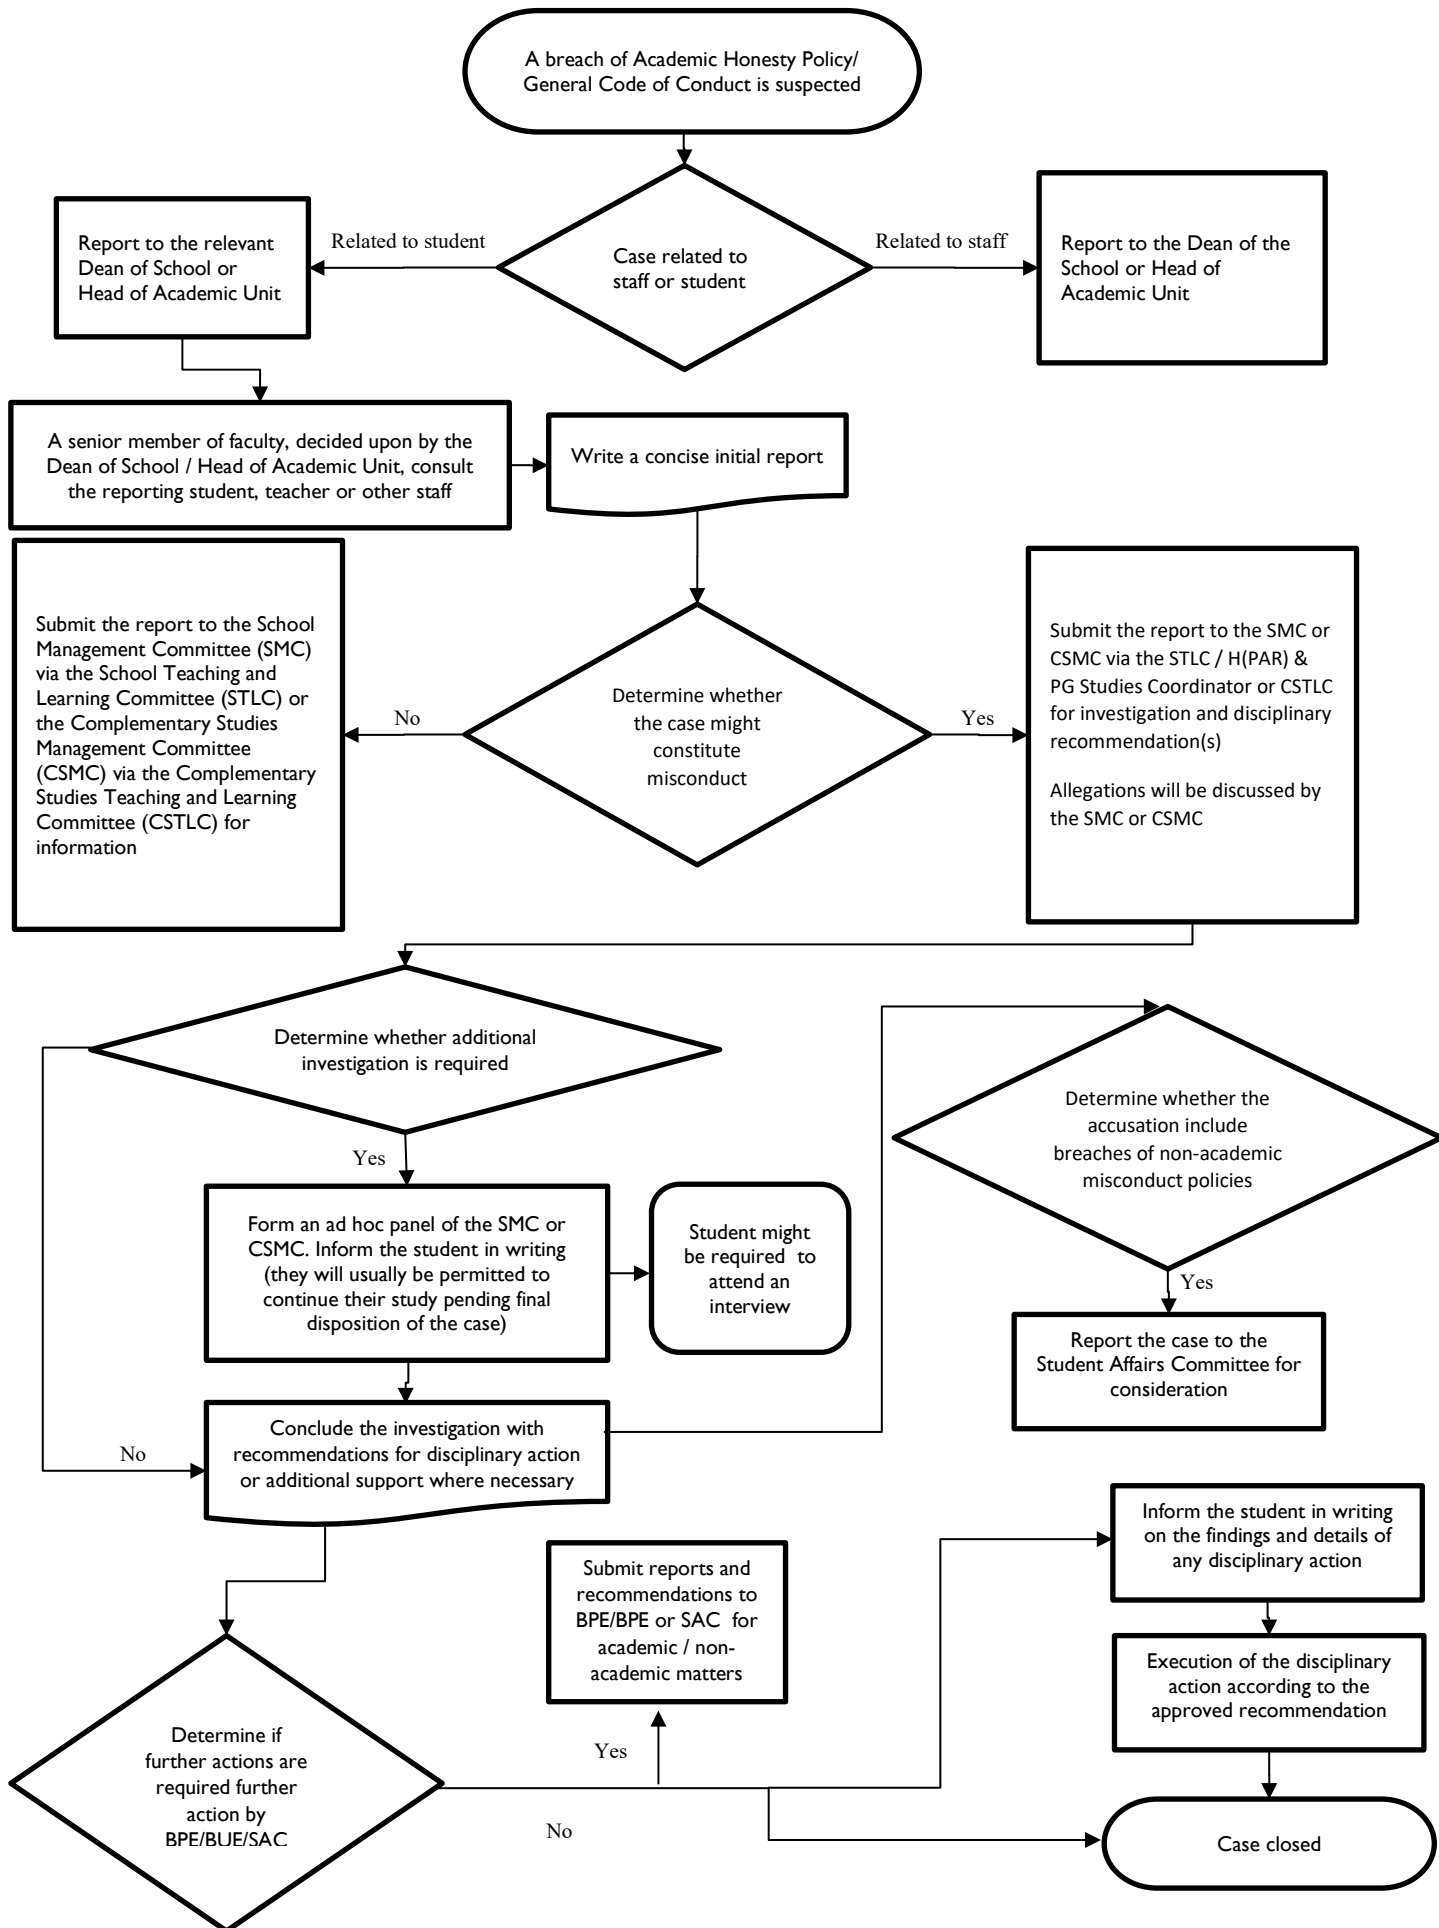 A breach of Academic Honesty Policy/
General Code of Conduct is suspected
Related to student
Related to staff
Case related to
staff or student
Report to the relevant
Dean of School or
Head of Academic Unit
Report to the Dean of the
School or Head of
Academic Unit
A senior member of faculty, decided upon by the
Dean of School / Head of Academic Unit, consult
the reporting student, teacher or other staff
Write a concise initial report
Determine whether
the case might
constitute
misconduct
No
Yes
Submit the report to the School
Management Committee (SMC)
via the School Teaching and
Learning Committee (STLC) or
the Complementary Studies
Management Committee
(CSMC) via the Complementary
Studies Teaching and Learning
Committee (CSTLC) for
information
Submit the report to the SMC or
CSMC via the STLC / H(PAR) &
PG Studies Coordinator or CSTLC
for investigation and disciplinary
recommendation(s)
Allegations will be discussed by
the SMC or CSMC
Determine whether additional
investigation is required
Yes
Form an ad hoc panel of the SMC or
CSMC. Inform the student in writing
(they will usually be permitted to
continue their study pending final
disposition of the case)
Student might
be required to
attend an
interview
Determine whether the
accusation include
breaches of non-academic
misconduct policies
Yes
Report the case to the
Student Affairs Committee for
consideration
No
Conclude the investigation with
recommendations for disciplinary action
or additional support where necessary
Submit reports and
recommendations to
BPE/BPE or SAC for
academic / non-
academic matters
Inform the student in writing
on the findings and details of
any disciplinary action
Execution of the disciplinary
action according to the
approved recommendation
Determine if
further actions are
required further
action by
BPE/BUE/SAC
Yes
No
Case closed